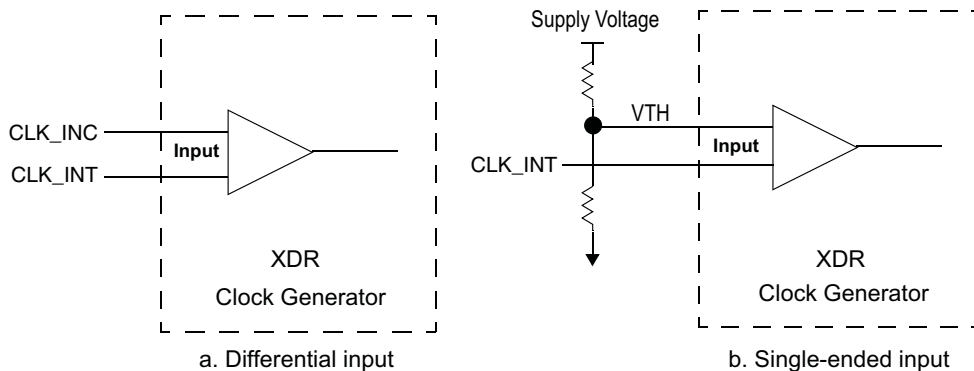 CLK_INC
CLK_INT
Input
XDR
Clock Generator
a. Differential input
Supply Voltage
VTH
CLK_INT
Input
XDR
Clock Generator
b. Single-ended input